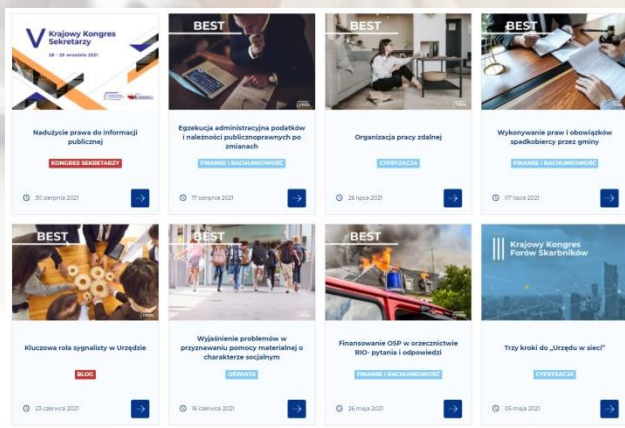 V Krajowy Kongres
Sekretarzy
28 - 29 września 2021
BEST
BEST
BEST
Nadużycie prawa do informacji
publicznej
KONGRES SEKRETARZY
30 sierpnia 2021
Egzekucja administracyjna podatków
i należności publicznoprawnych po
zmianach
FINANSE I RACHUNKOWOŚĆ
17 sierpnia 2021
Organizacja pracy zdalnej
CYFRYZACJA
28 lipca 2021
Wykonywanie praw i obowiązków
spadkobiercy przez gminy
FINANSE I RACHUNKOWOŚĆ
07 lipca 2021
BEST
BEST
BEST
Krajowy Kongres
Forów Skarbników
Kluczowa rola sygnalisty w Urzędzie
BLOG
23 czerwca 2021
Wyjaśnienie problemów w
przyznawaniu pomocy materialnej o
charakterze socjalnym
OŚWIATA
16 czerwca 2021
Finansowanie OSP w orzecznictwie
RIO- pytania i odpowiedzi
FINANSE I RACHUNKOWOŚĆ
26 maja 2021
Trzy kroki do „Urzędu w sieci”
CYFRYZACJA
05 maja 2021